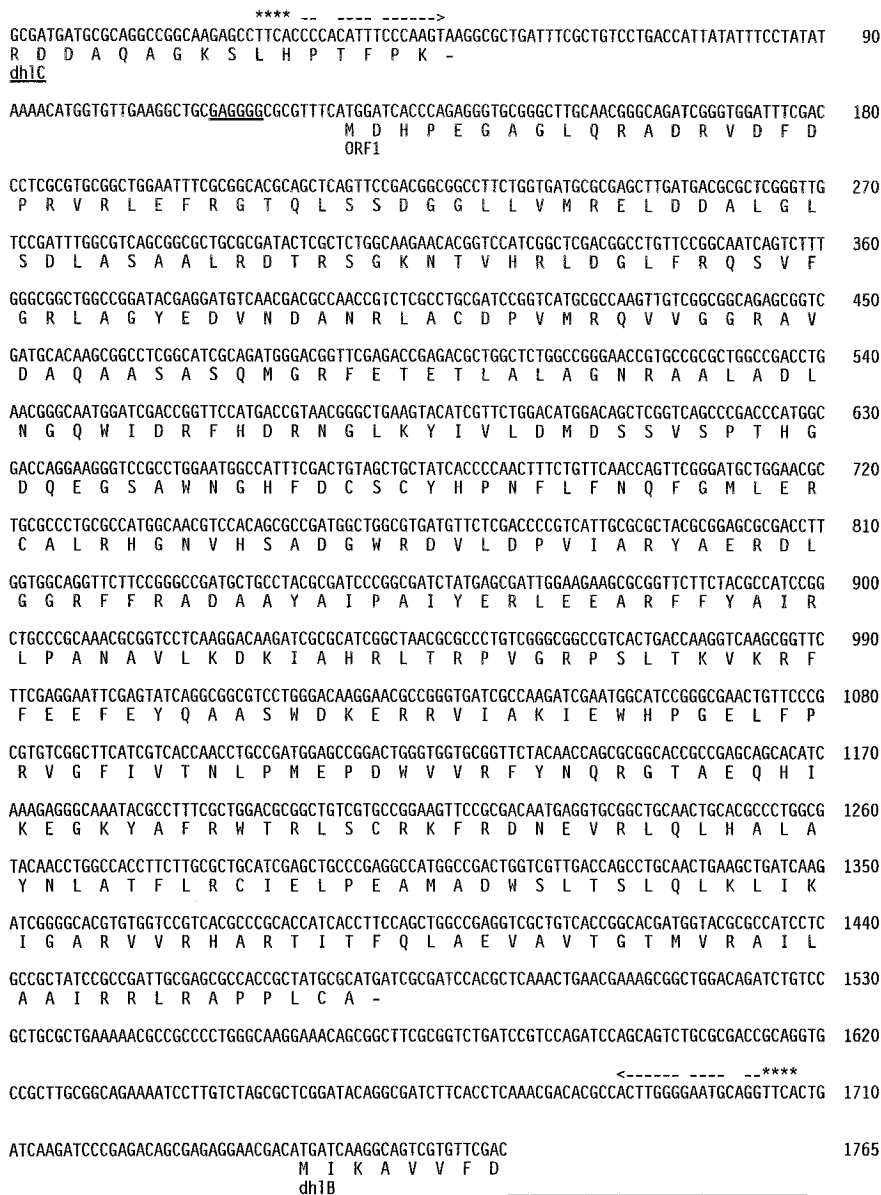 **** --  ----  ------>
GCGATGATGCGCAGGCCGGCAAGAGCCTTCACCCCACATTTCCCAAGTAAGGCGCTGATTTCGCTGTCCTGACCATTATATTTCCTATAT 90
R D D A Q A G K S L H P T F P K -
dhlC
AAAACATGGTGTTGAAGGCTGCGAGGGGCGCGTTTCATGGATCACCCAGAGGGTGCGGGCTTGCAACGGGCAGATCGGGTGGATTTCGAC 180
M D H P E G A G L Q R A D R V D F D
ORF1
CCTCGCGTGCGGCTGGAATTTCGCGGCACGCAGCTCAGTTCCGACGGCGGCCTTCTGGTGATGCGCGAGCTTGATGACGCGCTCGGGTTG 270
P R V R L E F R G T Q L S S D G G L L V M R E L D D A L G L
TCCGATTTGGCGTCAGCGGCGCTGCGCGATACTCGCTCTGGCAAGAACACGGTCCATCGGCTCGACGGCCTGTTCCGGCAATCAGTCTTT 360
S D L A S A A L R D T R S G K N T V H R L D G L F R Q S V F
GGGCGGCTGGCCGGATACGAGGATGTCAACGACGCCAACCGTCTCGCCTGCGATCCGGTCATGCGCCAAGTTGTCGGCGGCAGAGCGGTC 450
G R L A G Y E D V N D A N R L A C D P V M R Q V V G G R A V
GATGCACAAGCGGCCTCGGCATCGCAGATGGGACGGTTCGAGACCGAGACGCTGGCTCTGGCCGGGAACCGTGCCGCGCTGGCCGACCTG 540
D A Q A A S A S Q M G R F E T E T L A L A G N R A A L A D L
AACGGGCAATGGATCGACCGGTTCCATGACCGTAACGGGCTGAAGTACATCGTTCTGGACATGGACAGCTCGGTCAGCCCGACCCATGGC 630
N G Q W I D R F H D R N G L K Y I V L D M D S S V S P T H G
GACCAGGAAGGGTCCGCCTGGAATGGCCATTTCGACTGTAGCTGCTATCACCCCAACTTTCTGTTCAACCAGTTCGGGATGCTGGAACGC 720
D Q E G S A W N G H F D C S C Y H P N F L F N Q F G M L E R
TGCGCCCTGCGCCATGGCAACGTCCACAGCGCCGATGGCTGGCGTGATGTTCTCGACCCCGTCATTGCGCGCTACGCGGAGCGCGACCTT 810
C A L R H G N V H S A D G W R D V L D P V I A R Y A E R D L
GGTGGCAGGTTCTTCCGGGCCGATGCTGCCTACGCGATCCCGGCGATCTATGAGCGATTGGAAGAAGCGCGGTTCTTCTACGCCATCCGG 900
G G R F F R A D A A Y A I P A I Y E R L E E A R F F Y A I R
CTGCCCGCAAACGCGGTCCTCAAGGACAAGATCGCGCATCGGCTAACGCGCCCTGTCGGGCGGCCGTCACTGACCAAGGTCAAGCGGTTC 990
L P A N A V L K D K I A H R L T R P V G R P S L T K V K R F
TTCGAGGAATTCGAGTATCAGGCGGCGTCCTGGGACAAGGAACGCCGGGTGATCGCCAAGATCGAATGGCATCCGGGCGAACTGTTCCCG 1080
F E E F E Y Q A A S W D K E R R V I A K I E W H P G E L F P
CGTGTCGGCTTCATCGTCACCAACCTGCCGATGGAGCCGGACTGGGTGGTGCGGTTCTACAACCAGCGCGGCACCGCCGAGCAGCACATC 1170
R V G F I V T N L P M E P D W V V R F Y N Q R G T A E Q H I
AAAGAGGGCAAATACGCCTTTCGCTGGACGCGGCTGTCGTGCCGGAAGTTCCGCGACAATGAGGTGCGGCTGCAACTGCACGCCCTGGCG 1260
K E G K Y A F R W T R L S C R K F R D N E V R L Q L H A L A
TACAACCTGGCCACCTTCTTGCGCTGCATCGAGCTGCCCGAGGCCATGGCCGACTGGTCGTTGACCAGCCTGCAACTGAAGCTGATCAAG 1350
Y N L A T F L R C I E L P E A M A D W S L T S L Q L K L I K
ATCGGGGCACGTGTGGTCCGTCACGCCCGCACCATCACCTTCCAGCTGGCCGAGGTCGCTGTCACCGGCACGATGGTACGCGCCATCCTC 1440
I G A R V V R H A R T I T F Q L A E V A V T G T M V R A I L
GCCGCTATCCGCCGATTGCGAGCGCCACCGCTATGCGCATGATCGCGATCCACGCTCAAACTGAACGAAAGCGGCTGGACAGATCTGTCC 1530
A A I R R L R A P P L C A -
GCTGCGCTGAAAAACGCCGCCCCTGGGCAAGGAAACAGCGGCTTCGCGGTCTGATCCGTCCAGATCCAGCAGTCTGCGCGACCGCAGGTG 1620
<------ ----  --****
CCGCTTGCGGCAGAAAATCCTTGTCTAGCGCTCGGATACAGGCGATCTTCACCTCAAACGACACGCCACTTGGGGAATGCAGGTTCACTG 1710
ATCAAGATCCCGAGACAGCGAGAGGAACGACATGATCAAGGCAGTCGTGTTCGAC 1765
M I K A V V F D
dhlB